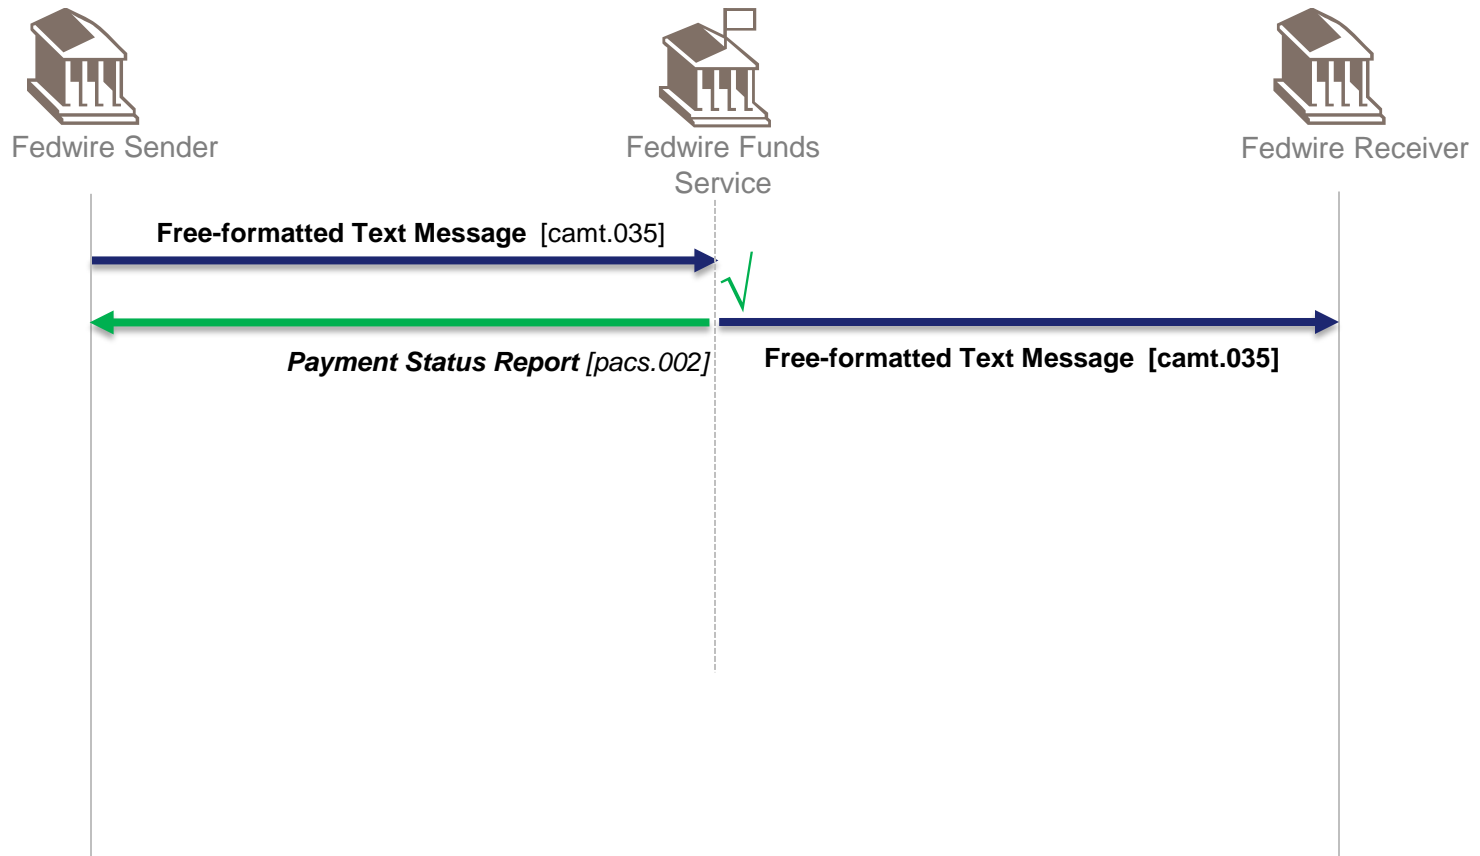 Fedwire Sender
Fedwire Funds
Service
Fedwire Receiver
Free-formatted Text Message [camt.035]
Payment Status Report [pacs.002]
Free-formatted Text Message [camt.035]